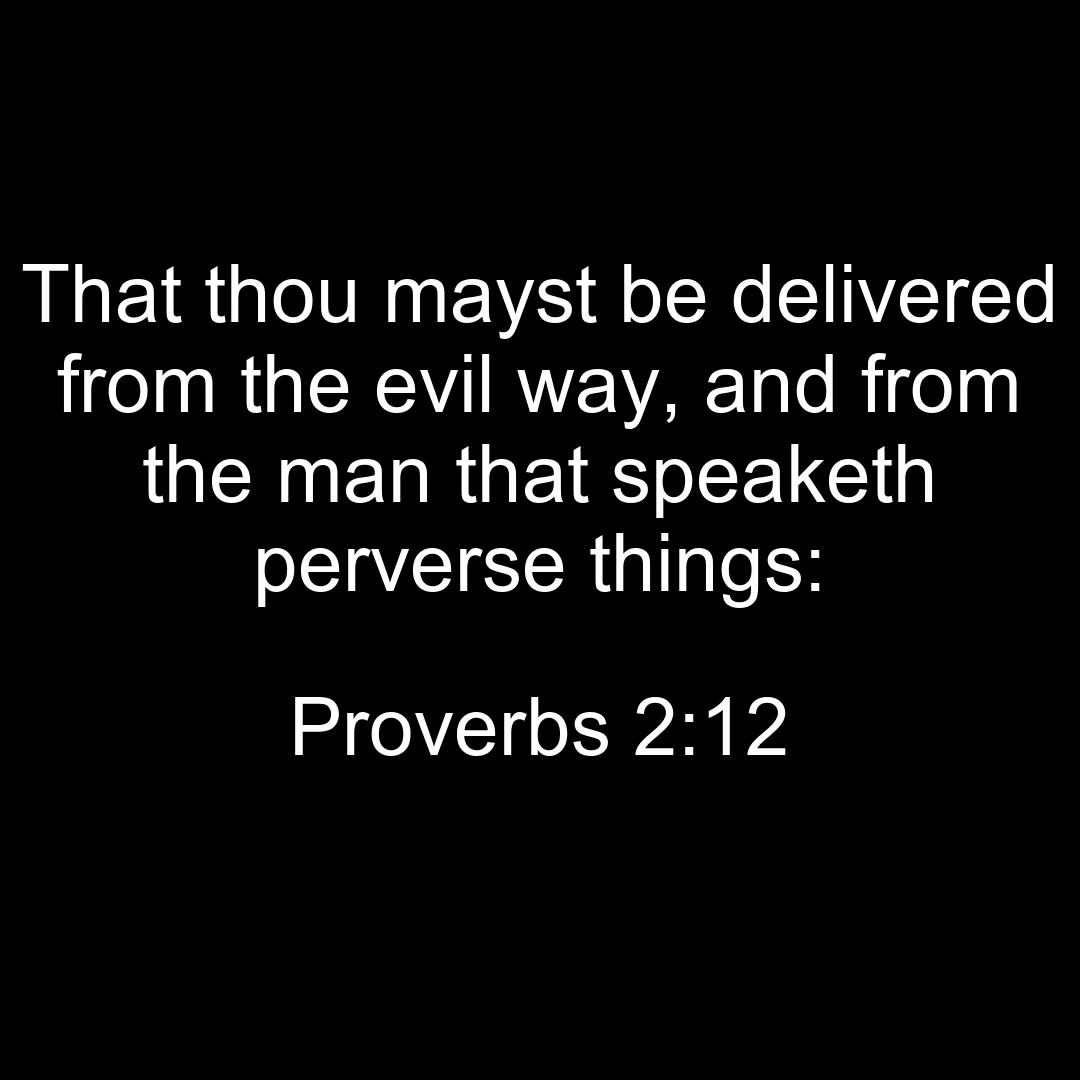 That thou mayst be delivered
from the evil way, and from
the man that speaketh
perverse things:
Proverbs 2:12